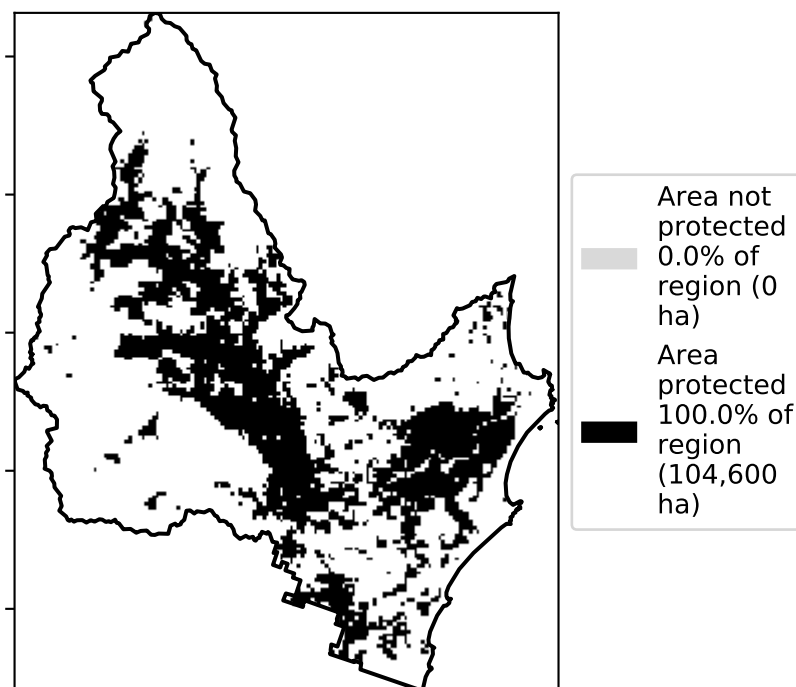 Area not
protected
0.0% of
region (0
ha)
Area
protected
100.0% of
region
(104,600
ha)